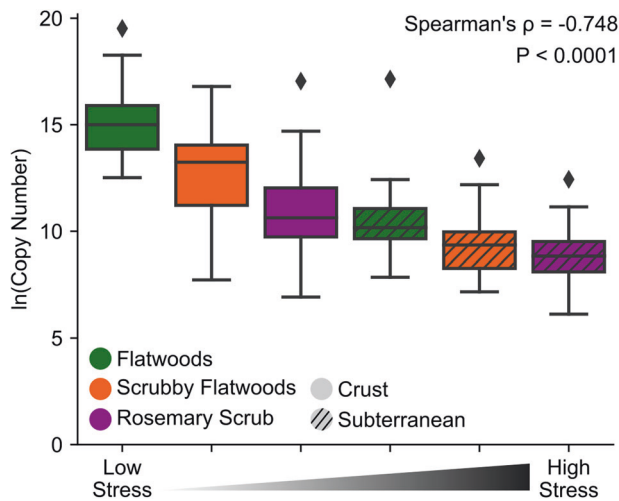 20
15
10
5
0
ln(Copy Number)
Spearman's ρ = -0.748
P < 0.0001
Flatwoods
Scrubby Flatwoods
Rosemary Scrub
Crust
Subterranean
Low
Stress
High
Stress